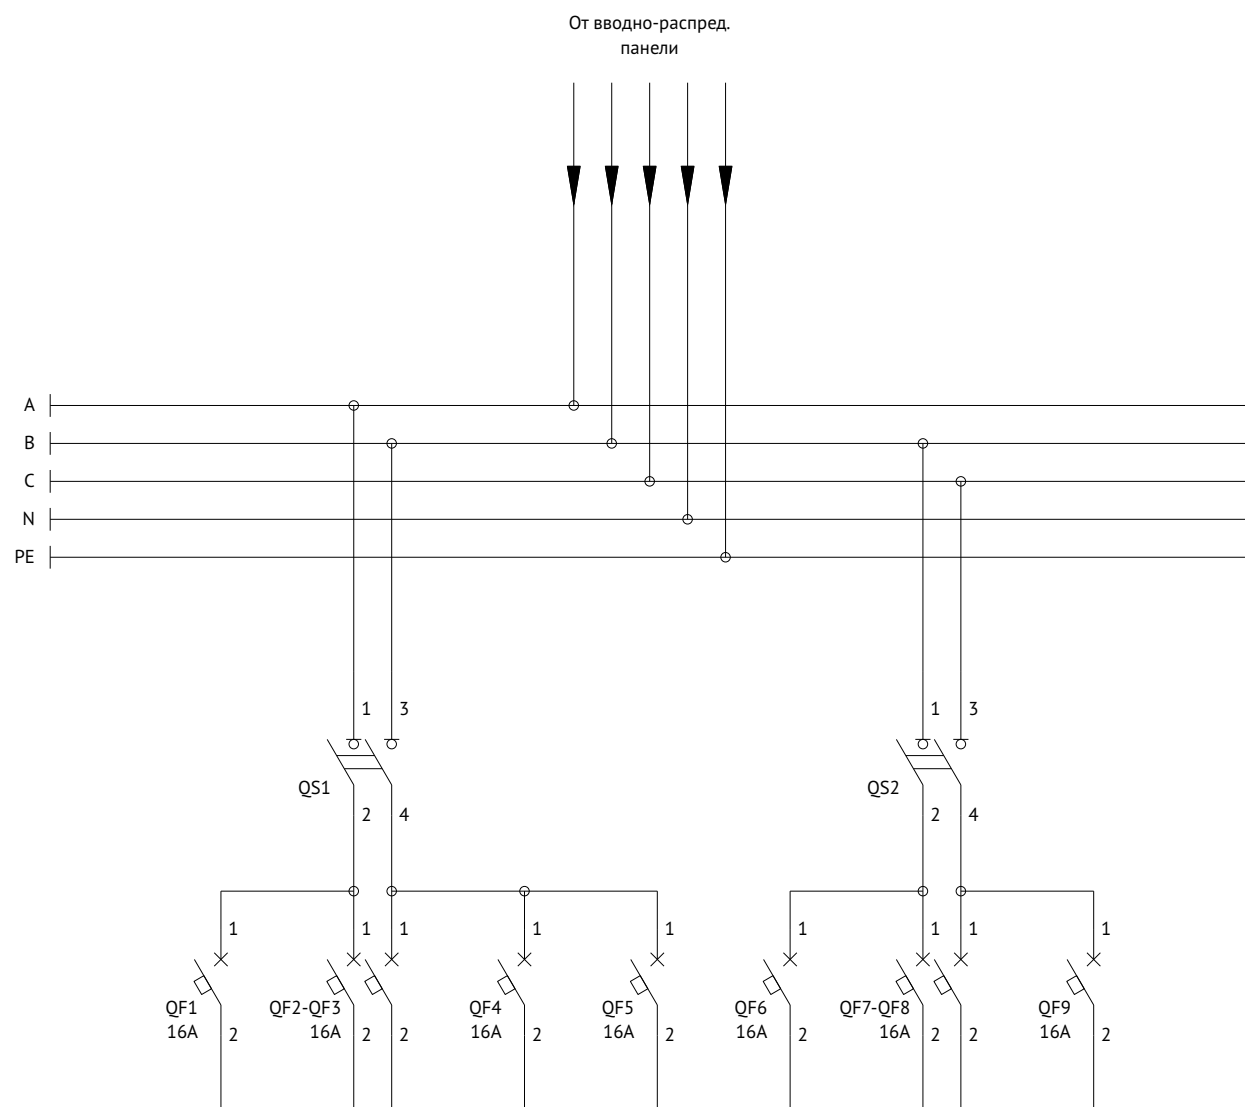 От вводно-распред.
панели
A
B
C
N
PE
1 3 1 3
QS1 QS2
2 4 2 4
1 1 1 1 1 1 1 1 1
QF1 QF2-QF3 QF4 QF5 QF6 QF7-QF8 QF9
16A 16A 16A 16A 16A 16A 16A
2 2 2 2 2 2 2 2 2